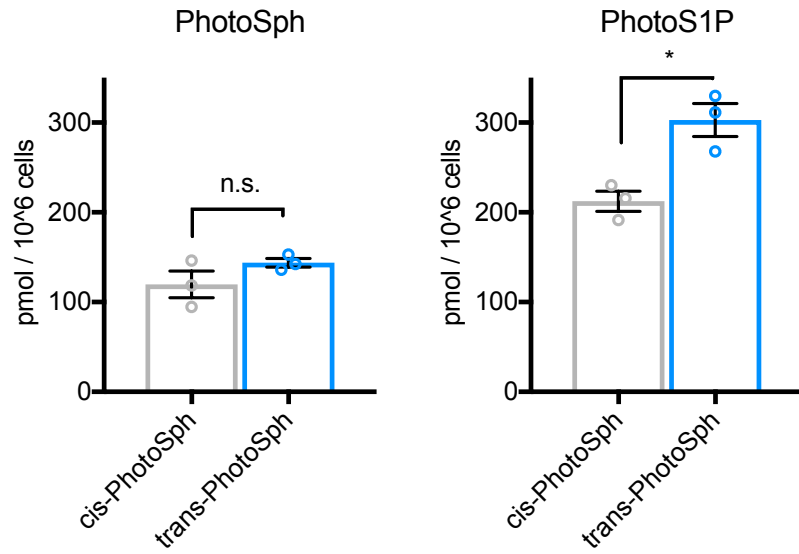 PhotoSph
pmol / 10^6 cells
300
200
100
0
n.s.
cis-PhotoSph
trans-PhotoSph
PhotoS1P
pmol / 10^6 cells
300
200
100
0
*
cis-PhotoSph
trans-PhotoSph